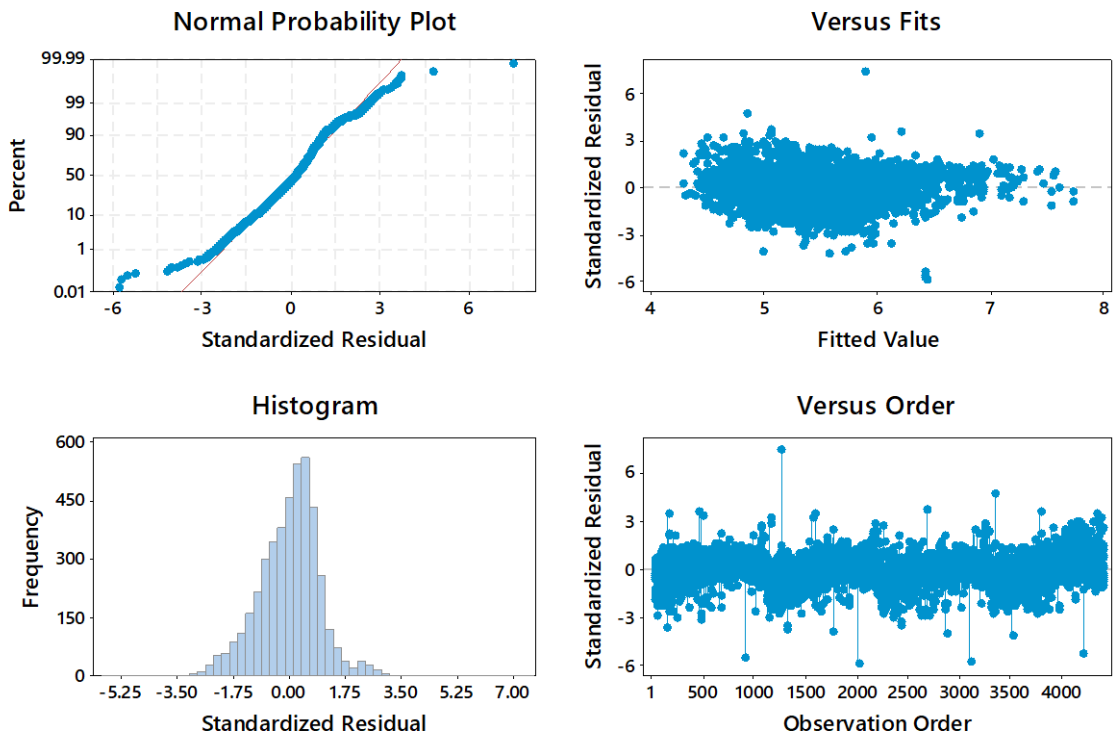 Normal Probability Plot
99.99
99
90
50
10
1
0.01
Percent
-6 -3 0 3 6
Standardized Residual
Versus Fits
6
3
0
-3
-6
Standardized Residual
4 5 6 7 8
Fitted Value
Histogram
600
450
300
150
0
Frequency
-5.25 -3.50 -1.75 0.00 1.75 3.50 5.25 7.00
Standardized Residual
Versus Order
6
3
0
-3
-6
Standardized Residual
1 500 1000 1500 2000 2500 3000 3500 4000
Observation Order